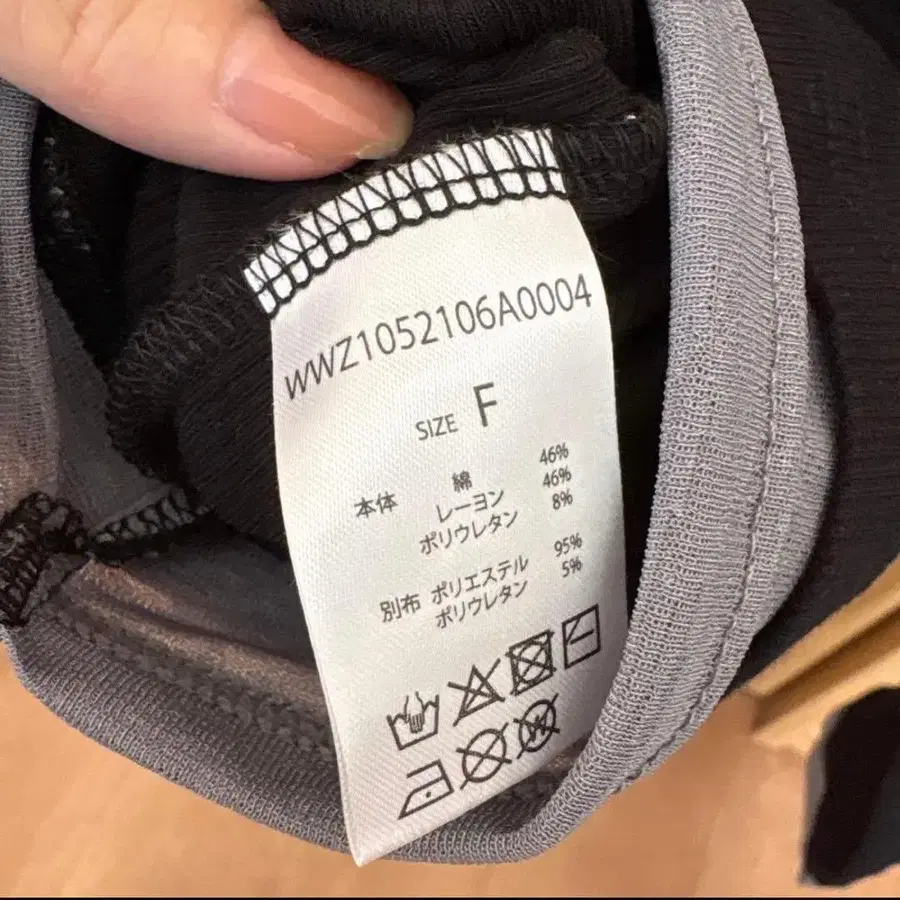 WWZ1052106A0004
SIZE F
本体 綿 46%
レーヨン 46%
ポリウレタン 8%
別布 ポリエステル 95%
ポリウレタン 5%